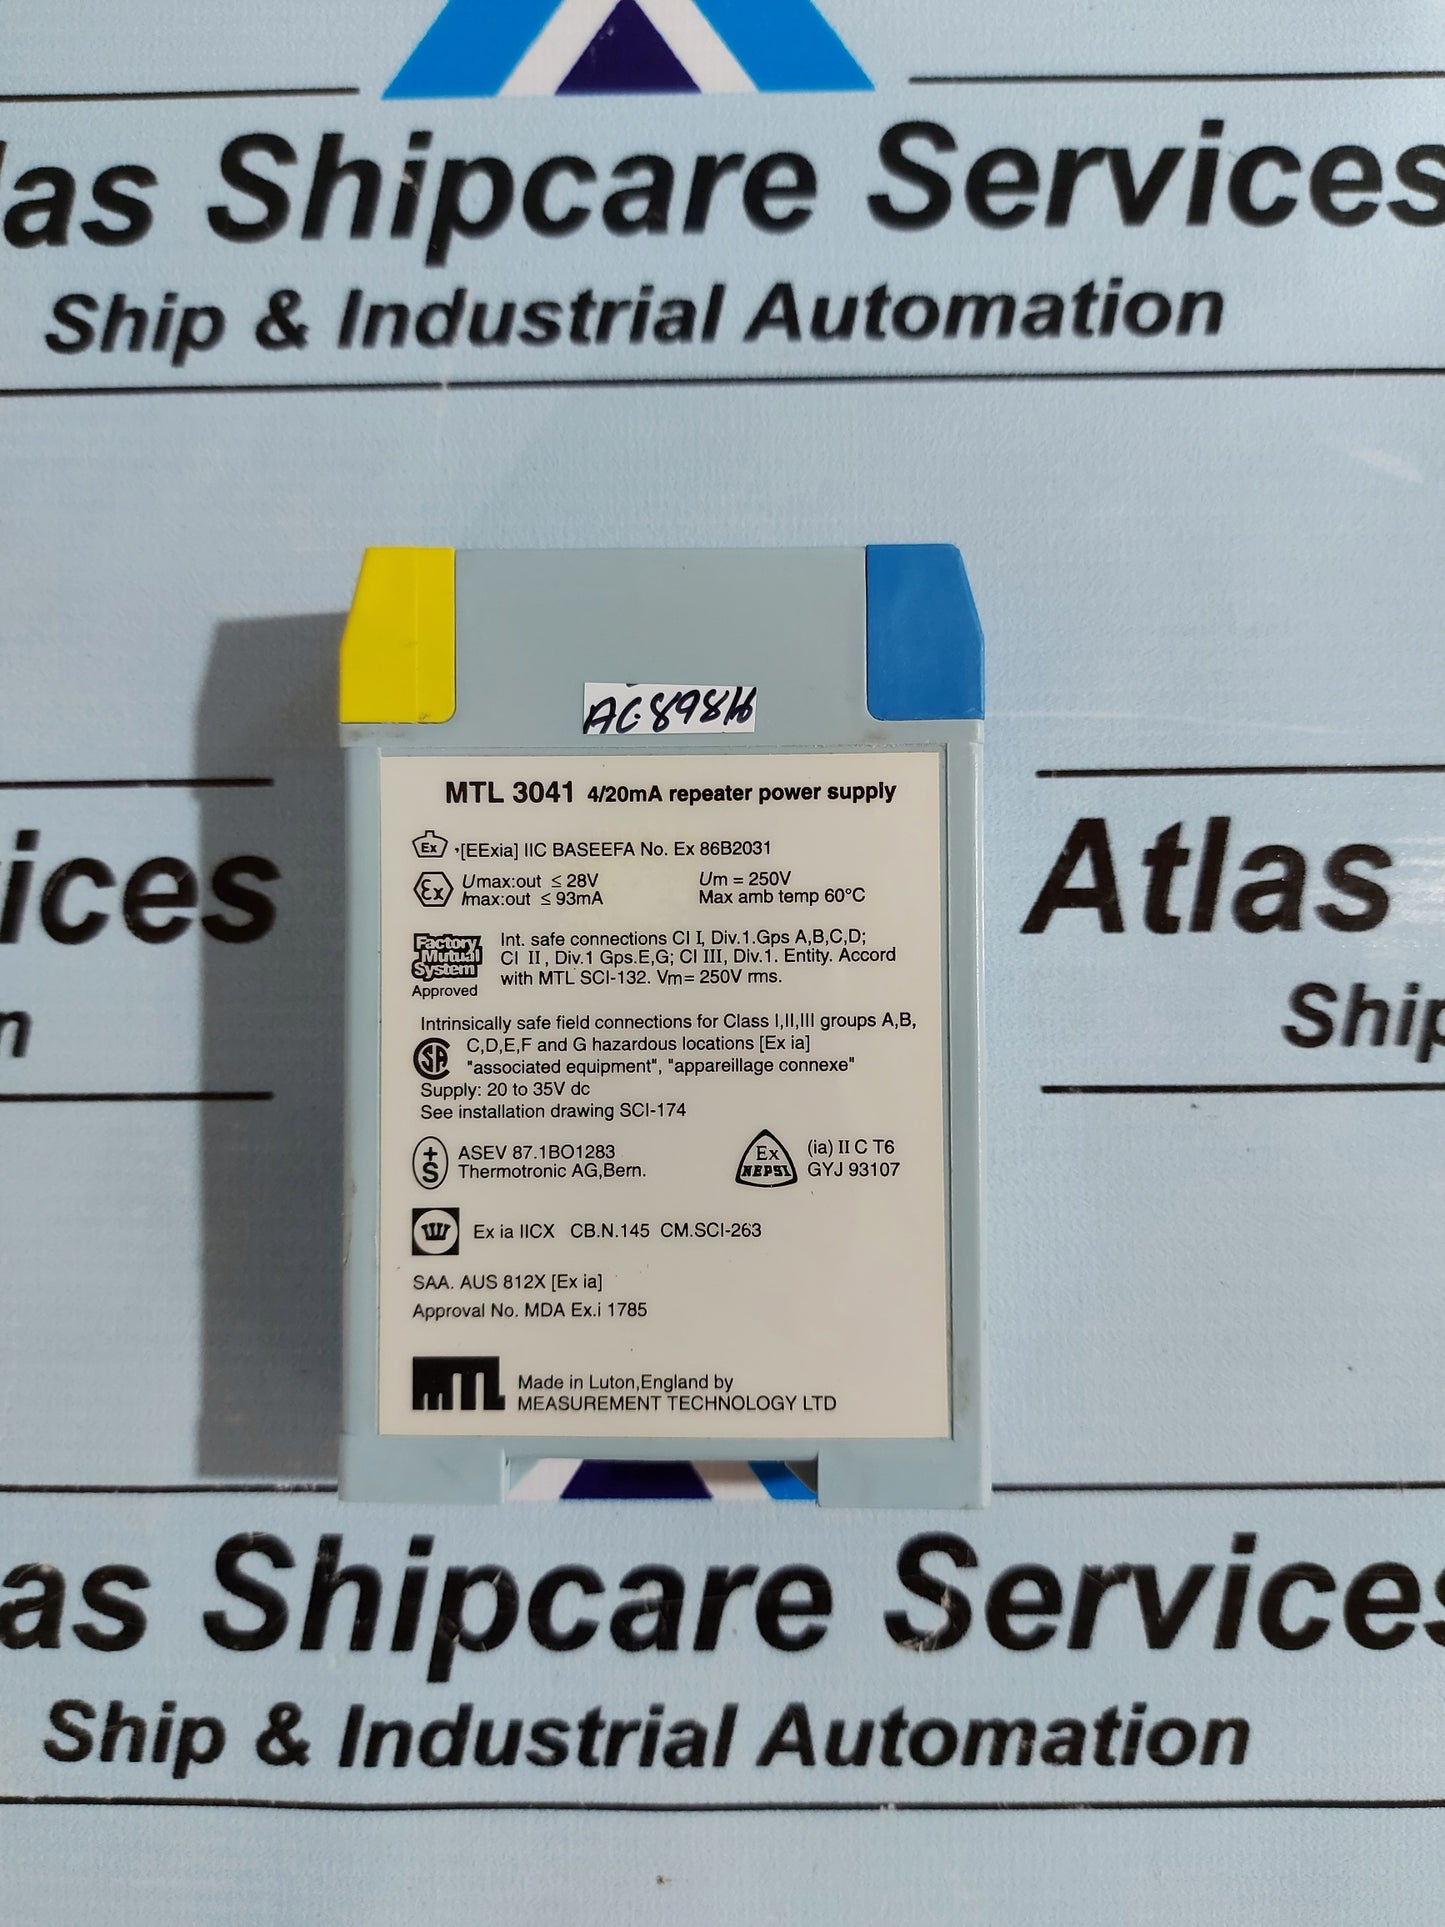 las Shipcare Services
Ship & Industrial Automation
MTL 3041 4/20mA repeater power supply
Ex [EExia] IIC BASEEFA No. Ex 86B2031
Ex Umax:out ≤ 28V Um = 250V
Imax:out ≤ 93mA Max amb temp 60°C
Factory Mutual System Approved
Int. safe connections CI I, Div.1.Gps A,B,C,D;
CI II, Div.1 Gps.E,G; CI III, Div.1. Entity. Accord
with MTL SCI-132. Vm= 250V rms.
Intrinsically safe field connections for Class I,II,III groups A,B,
C,D,E,F and G hazardous locations [Ex ia]
"associated equipment", "appareillage connexe"
Supply: 20 to 35V dc
See installation drawing SCI-174
+S ASEV 87.1BO1283
Thermotronic AG,Bern.
Ex NEPSI (ia) II C T6
GYJ 93107
Ex ia IICX CB.N.145 CM.SCI-263
SAA. AUS 812X [Ex ia]
Approval No. MDA Ex.i 1785
MTL Made in Luton,England by
MEASUREMENT TECHNOLOGY LTD
ices
n
Atlas
Ship
as Shipcare Services
Ship & Industrial Automation